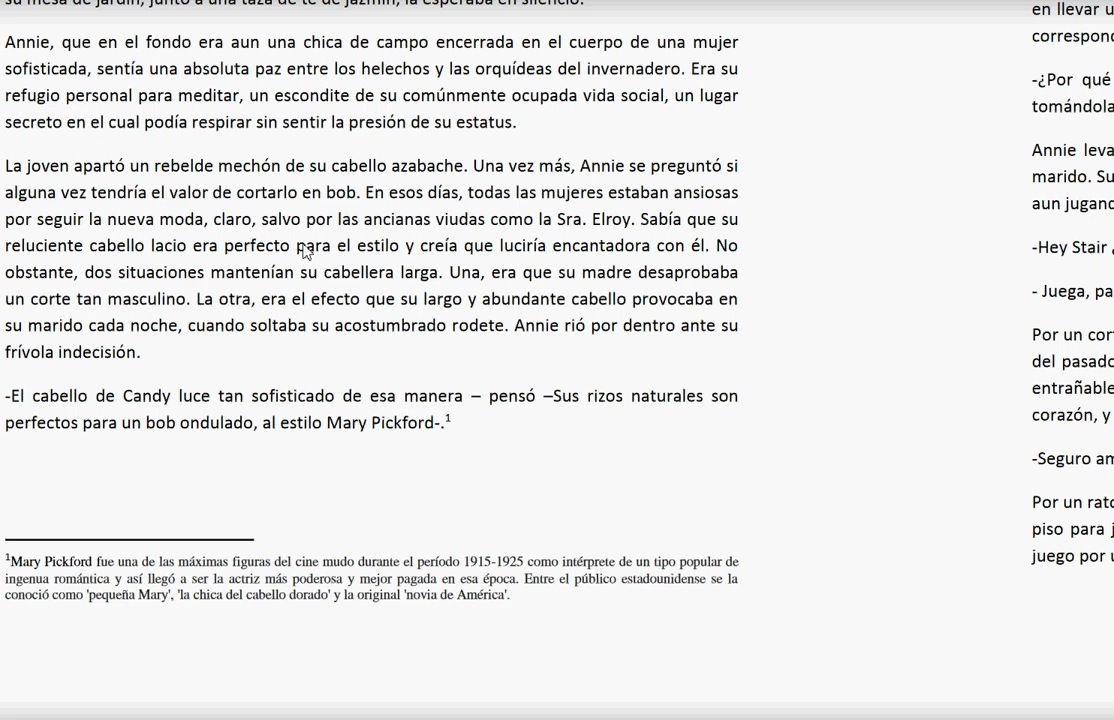 su mesa de jardín, junto a una taza de té de jazmín, la esperaba en silencio.
Annie, que en el fondo era aun una chica de campo encerrada en el cuerpo de una mujer
sofisticada, sentía una absoluta paz entre los helechos y las orquídeas del invernadero. Era su
refugio personal para meditar, un escondite de su comúnmente ocupada vida social, un lugar
secreto en el cual podía respirar sin sentir la presión de su estatus.
La joven apartó un rebelde mechón de su cabello azabache. Una vez más, Annie se preguntó si
alguna vez tendría el valor de cortarlo en bob. En esos días, todas las mujeres estaban ansiosas
por seguir la nueva moda, claro, salvo por las ancianas viudas como la Sra. Elroy. Sabía que su
reluciente cabello lacio era perfecto para el estilo y creía que luciría encantadora con él. No
obstante, dos situaciones mantenían su cabellera larga. Una, era que su madre desaprobaba
un corte tan masculino. La otra, era el efecto que su largo y abundante cabello provocaba en
su marido cada noche, cuando soltaba su acostumbrado rodete. Annie rió por dentro ante su
frívola indecisión.
-El cabello de Candy luce tan sofisticado de esa manera – pensó –Sus rizos naturales son
perfectos para un bob ondulado, al estilo Mary Pickford-.¹
¹Mary Pickford fue una de las máximas figuras del cine mudo durante el período 1915-1925 como intérprete de un tipo popular de
ingenua romántica y así llegó a ser la actriz más poderosa y mejor pagada en esa época. Entre el público estadounidense se la
conoció como 'pequeña Mary', 'la chica del cabello dorado' y la original 'novia de América'.
en llevar u
correspond
-¿Por qué
tomándola
Annie leva
marido. Su
aun jugand
-Hey Stair ¿
- Juega, pa
Por un cor
del pasado
entrañable
corazón, y
-Seguro am
Por un rato
piso para j
juego por u